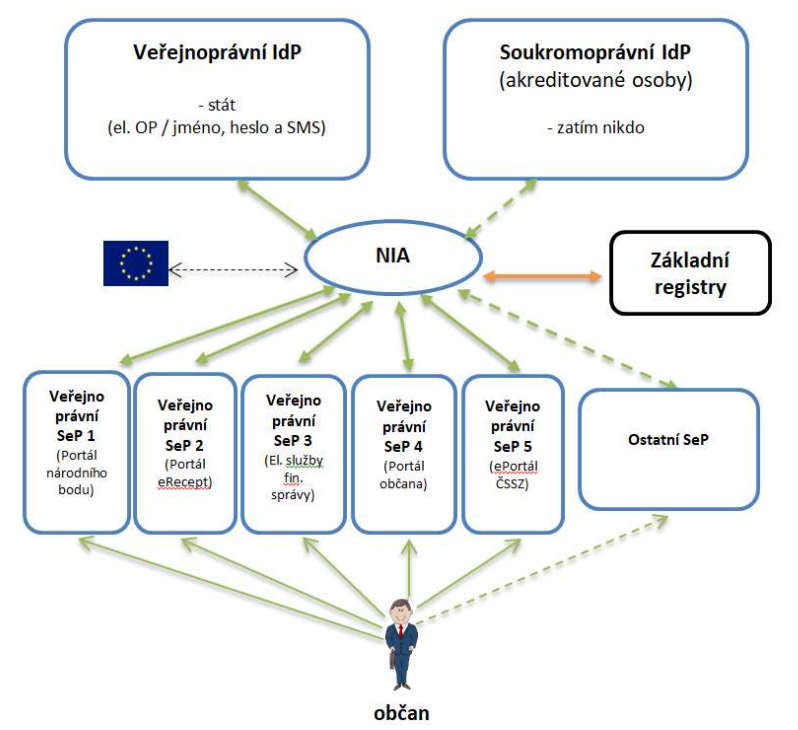 Veřejnoprávní IdP
- stát
(el. OP / jméno, heslo a SMS)
Soukromoprávní IdP
(akreditované osoby)
- zatím nikdo
NIA
Základní
registry
Veřejno
právní
SeP 1
(Portál
národního
bodu)
Veřejno
právní
SeP 2
(Portál
eRecept)
Veřejno
právní
SeP 3
(El. služby
fin.
správy)
Veřejno
právní
SeP 4
(Portál
občana)
Veřejno
právní
SeP 5
(ePortál
ČSSZ)
Ostatní SeP
občan